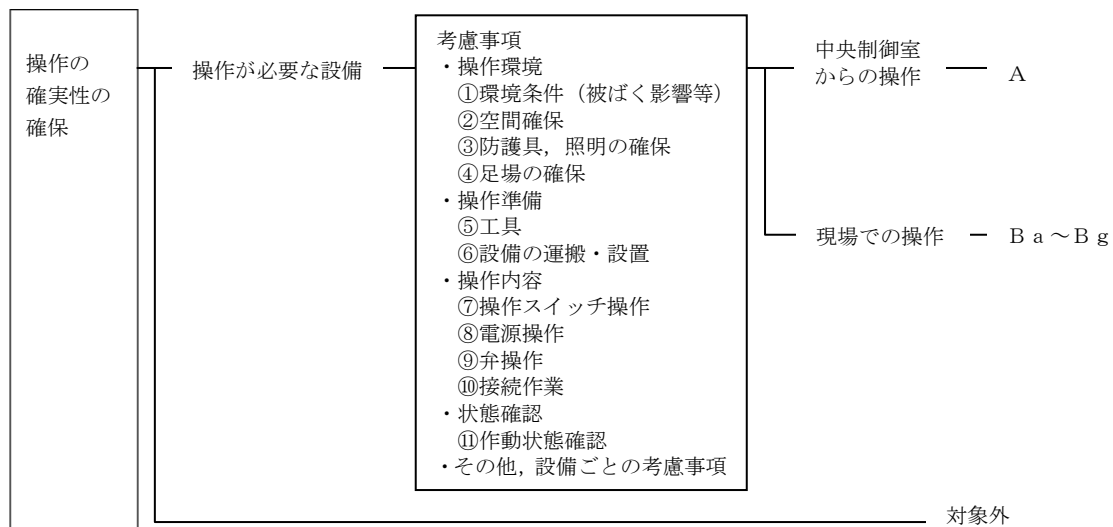 操作の
確実性の
確保
操作が必要な設備
考慮事項
・操作環境
①環境条件（被ばく影響等）
②空間確保
③防護具，照明の確保
④足場の確保
・操作準備
⑤工具
⑥設備の運搬・設置
・操作内容
⑦操作スイッチ操作
⑧電源操作
⑨弁操作
⑩接続作業
・状態確認
⑪作動状態確認
・その他，設備ごとの考慮事項
中央制御室
からの操作
Ａ
現場での操作
Ｂａ～Ｂｇ
対象外